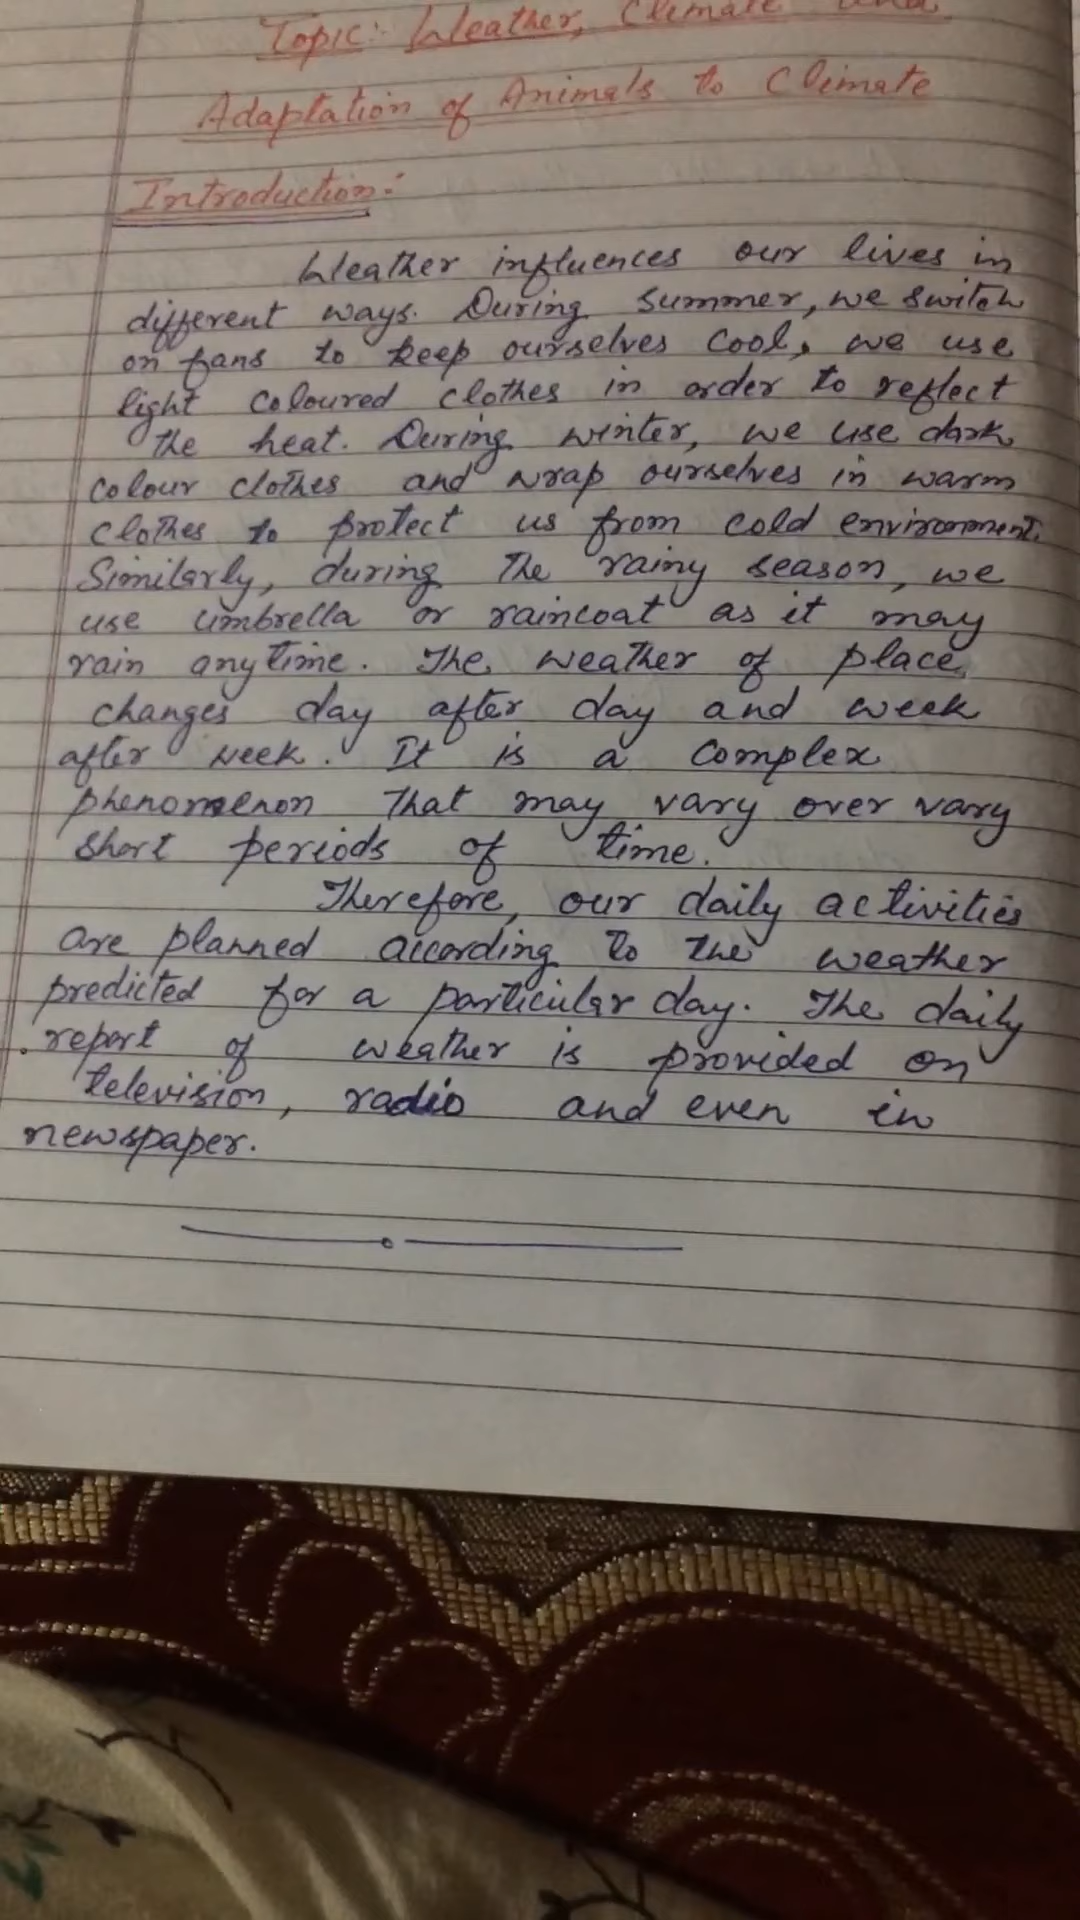 Topic:- Weather, Climate and
Adaptation of Animals to Climate
Introduction:-
Weather influences our lives in
different ways. During summer, we switch
on fans to keep ourselves cool, we use
light coloured clothes in order to reflect
the heat. During winter, we use dark
colour clothes and wrap ourselves in warm
clothes to protect us from cold environment.
Similarly, during the rainy season, we
use umbrella or raincoat as it may
rain anytime. The weather of place
changes day after day and week
after week. It is a complex
phenomenon that may vary over vary
short periods of time.
Therefore, our daily activities
are planned according to the weather
predicted for a particular day. The daily
report of weather is provided on
television, radio and even in
newspaper.